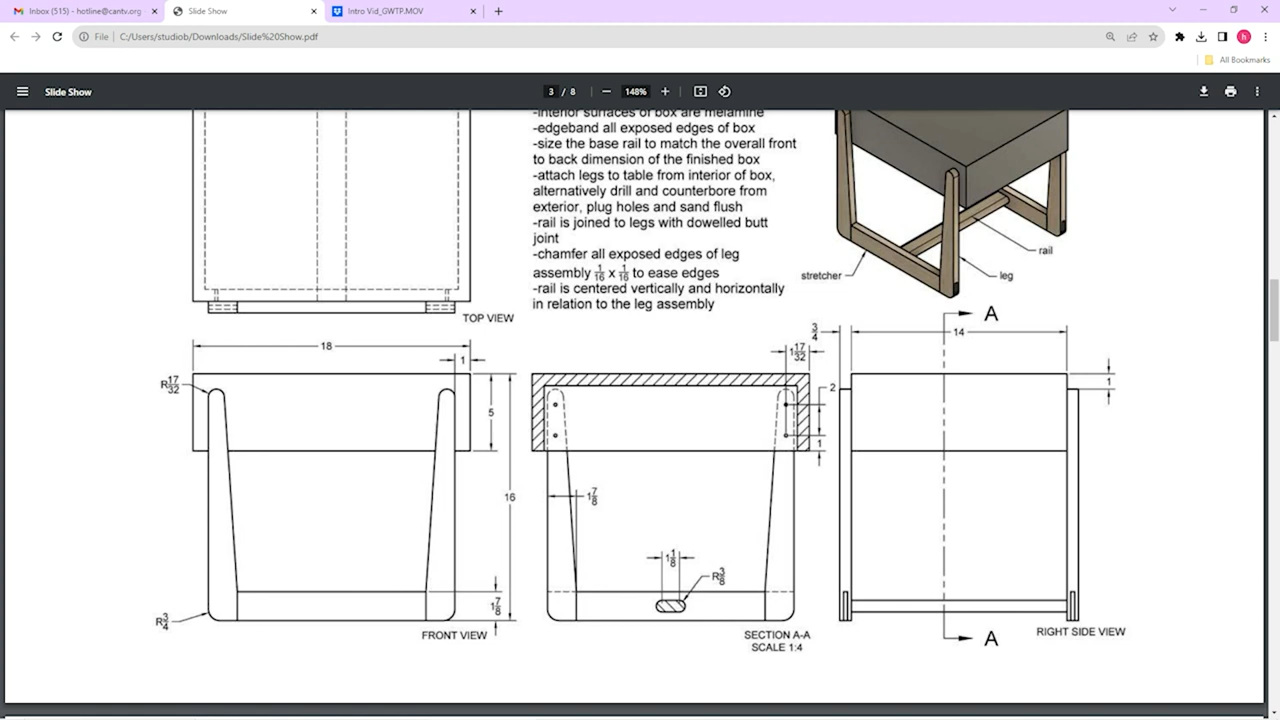 Inbox (515) - hotline@cantv.org
Slide Show
Intro Vid_GWTP.MOV
File
C:/Users/studiob/Downloads/Slide%20Show.pdf
h
All Bookmarks
Slide Show
3 / 8
148%
-interior surfaces of box are melamine
-edgeband all exposed edges of box
-size the base rail to match the overall front
to back dimension of the finished box
-attach legs to table from interior of box,
alternatively drill and counterbore from
exterior, plug holes and sand flush
-rail is joined to legs with dowelled butt
joint
-chamfer all exposed edges of leg
assembly 1/16 x 1/16 to ease edges
-rail is centered vertically and horizontally
in relation to the leg assembly
rail
leg
stretcher
TOP VIEW
18
1
R17/32
5
16
1 7/8
R3/4
FRONT VIEW
1 17/32
2
1
1 7/8
1 1/8
R3/8
SECTION A-A
SCALE 1:4
A
3/4
14
1
A
RIGHT SIDE VIEW